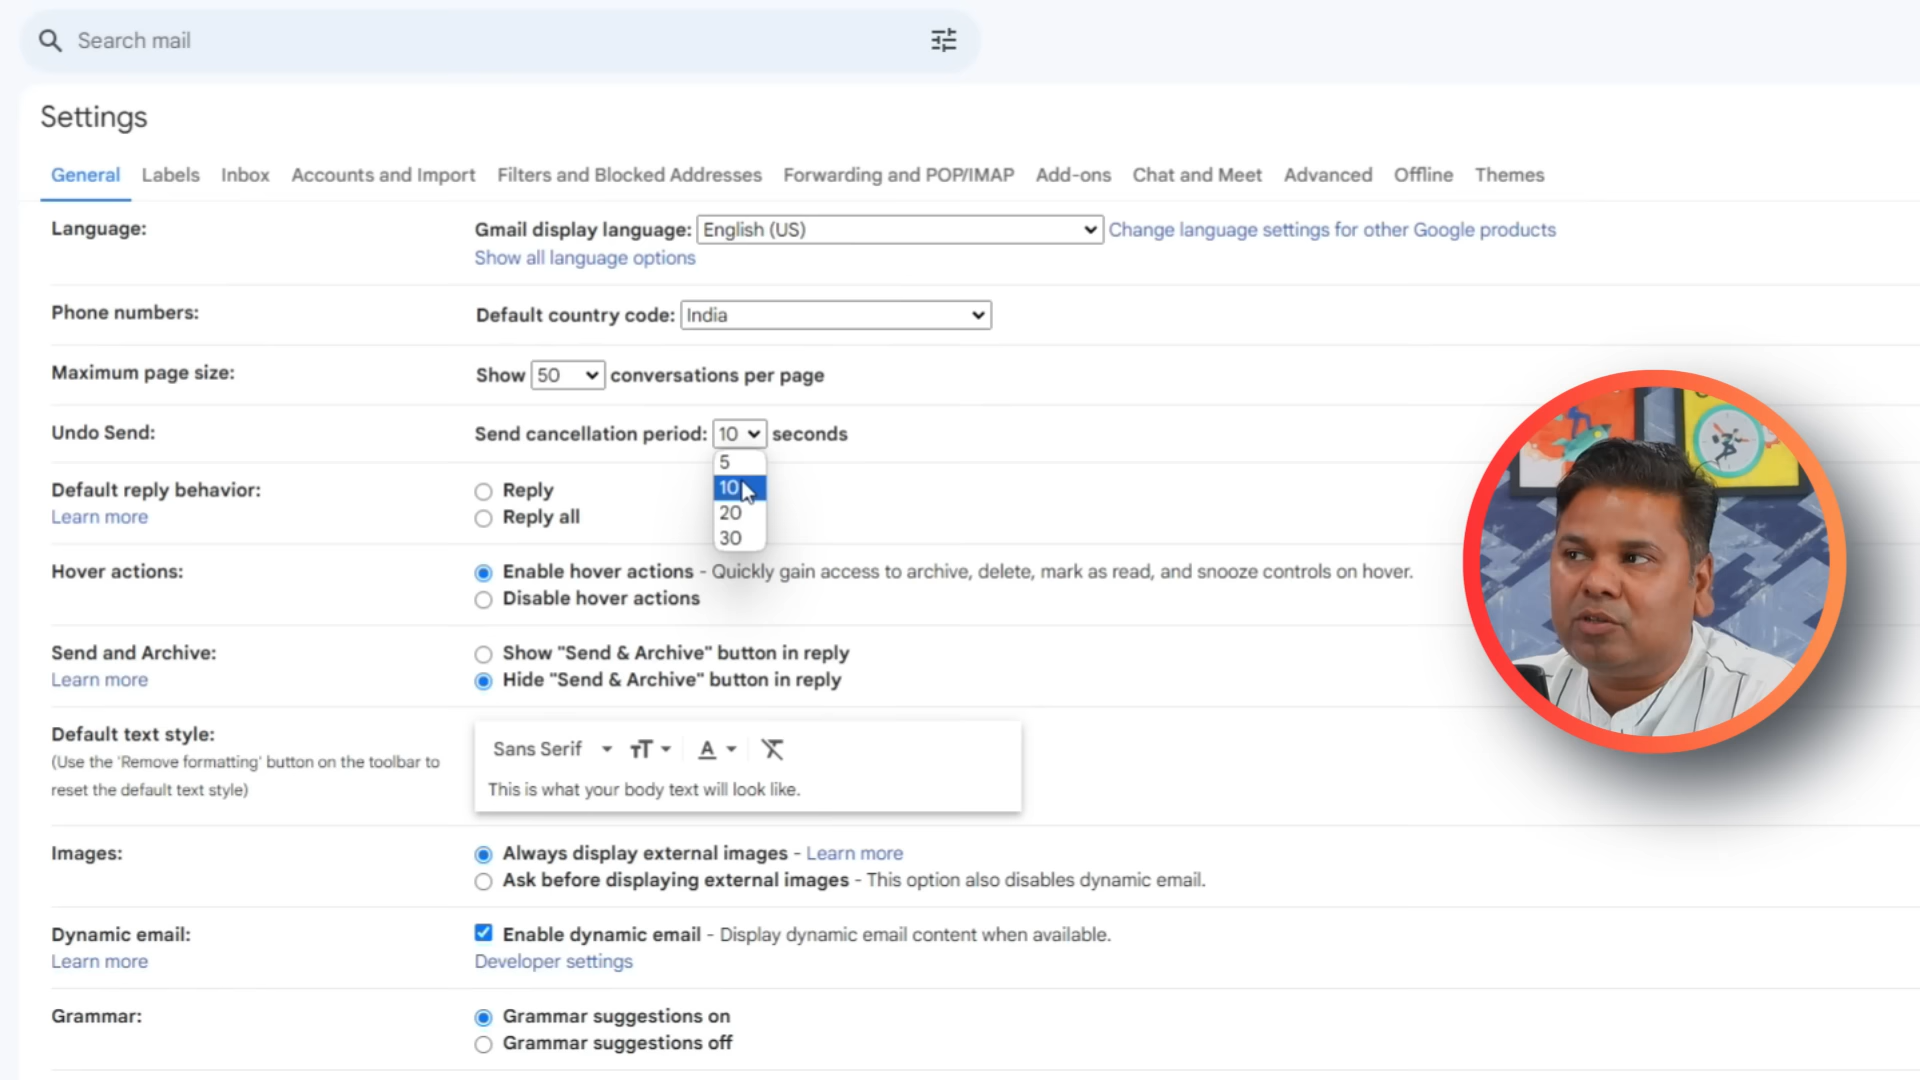 Search mail
Settings
General Labels Inbox Accounts and Import Filters and Blocked Addresses Forwarding and POP/IMAP Add-ons Chat and Meet Advanced Offline Themes
Language: Gmail display language: English (US) Change language settings for other Google products
Show all language options
Phone numbers: Default country code: India
Maximum page size: Show 50 conversations per page
Undo Send: Send cancellation period: 10 seconds
5
10
20
30
Default reply behavior: Reply
Learn more Reply all
Hover actions: Enable hover actions - Quickly gain access to archive, delete, mark as read, and snooze controls on hover.
Disable hover actions
Send and Archive: Show "Send & Archive" button in reply
Learn more Hide "Send & Archive" button in reply
Default text style: Sans Serif
(Use the 'Remove formatting' button on the toolbar to
reset the default text style) This is what your body text will look like.
Images: Always display external images - Learn more
Ask before displaying external images - This option also disables dynamic email.
Dynamic email: Enable dynamic email - Display dynamic email content when available.
Learn more Developer settings
Grammar: Grammar suggestions on
Grammar suggestions off